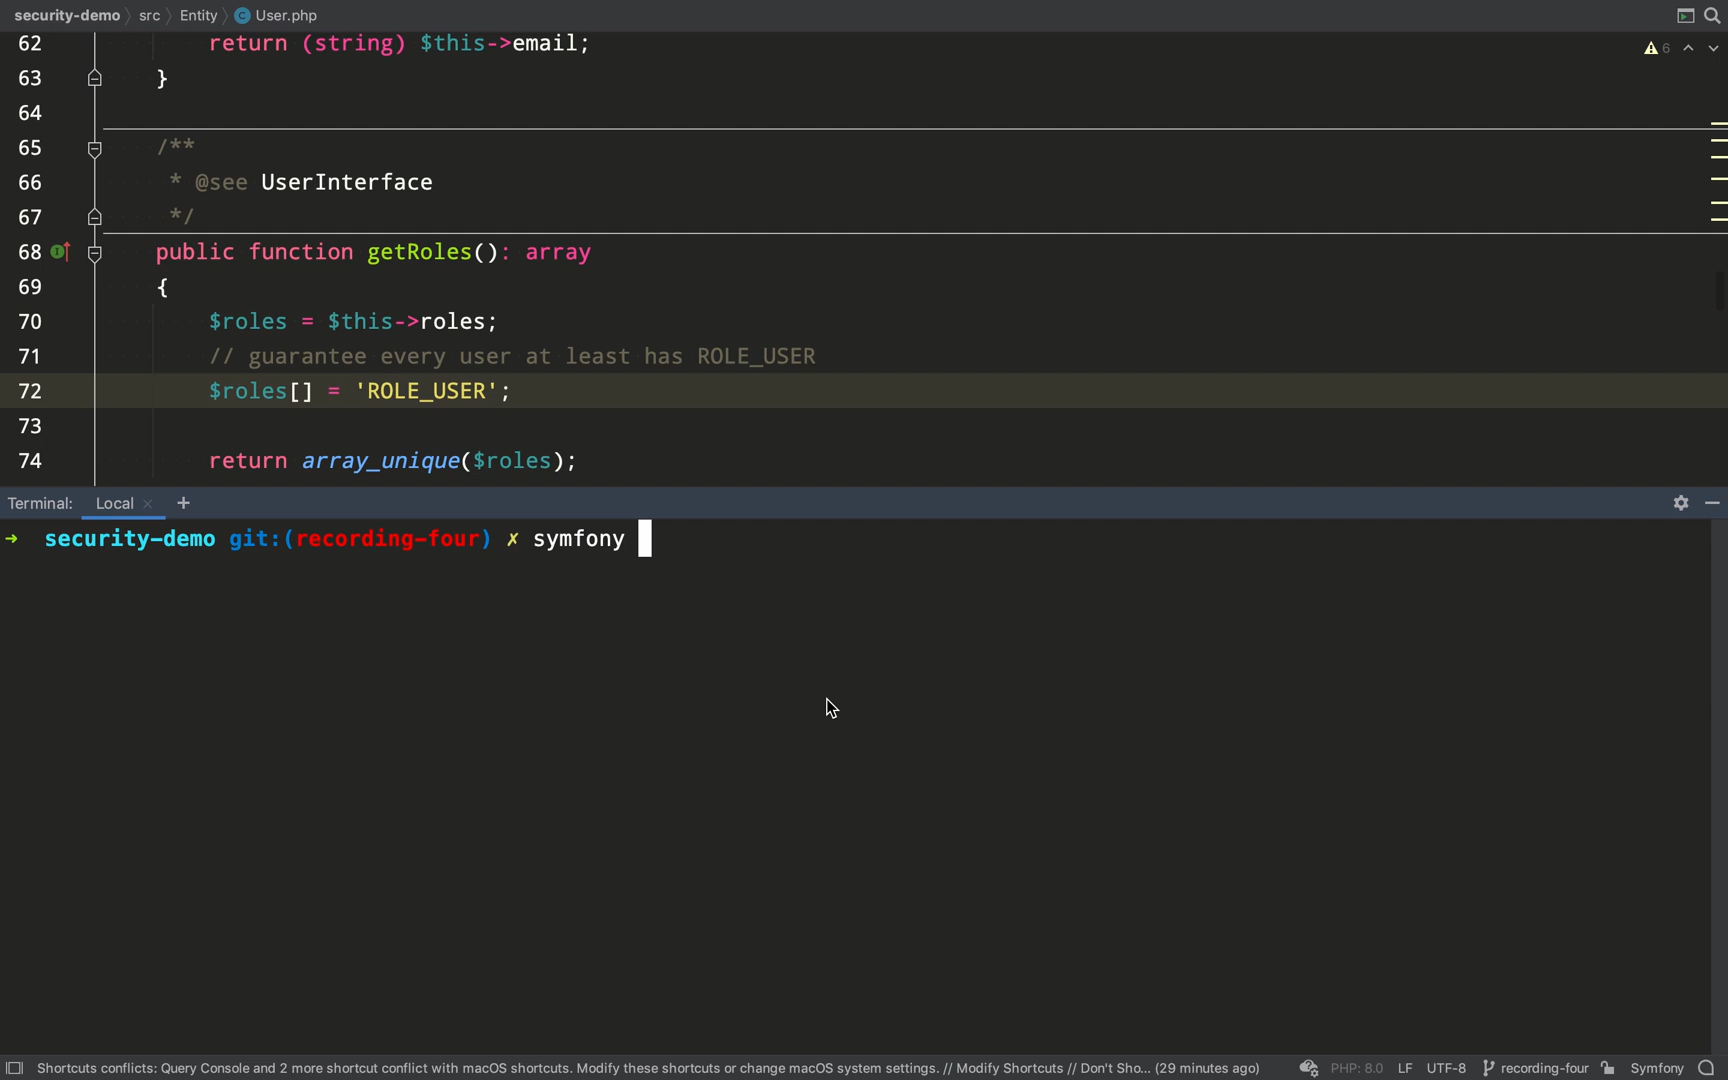 security-demo src Entity User.php
62 return (string) $this->email;
6
63 }
64
65 /**
66 * @see UserInterface
67 */
68 public function getRoles(): array
69 {
70 $roles = $this->roles;
71 // guarantee every user at least has ROLE_USER
72 $roles[] = 'ROLE_USER';
73
74 return array_unique($roles);
Terminal: Local × +
→ security-demo git:(recording-four) ✗ symfony
Shortcuts conflicts: Query Console and 2 more shortcut conflict with macOS shortcuts. Modify these shortcuts or change macOS system settings. // Modify Shortcuts // Don't Sho... (29 minutes ago) PHP: 8.0 LF UTF-8 recording-four Symfony